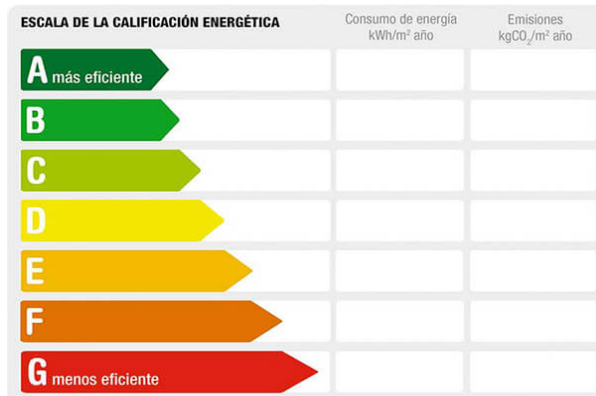 ESCALA DE LA CALIFICACIÓN ENERGÉTICA
Consumo de energía
kWh/m² año
Emisiones
kgCO₂/m² año
A más eficiente
B
C
D
E
F
G menos eficiente